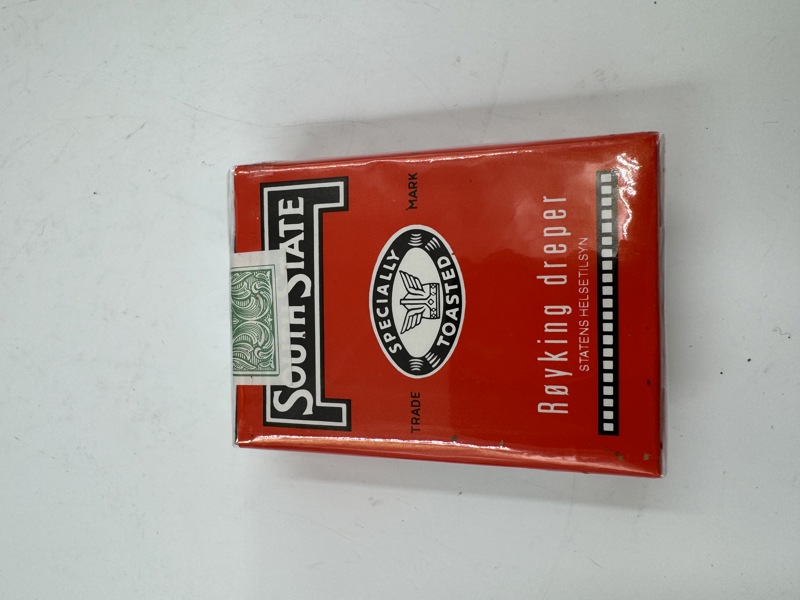 SOUTH STATE
TRADE MARK
SPECIALLY
TOASTED
Røyking dreper
STATENS HELSETILSYN